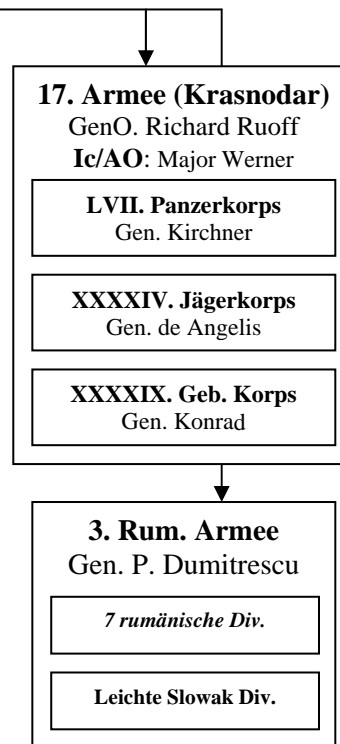 17. Armee (Krasnodar)
GenO. Richard Ruoff
Ic/AO: Major Werner
LVII. Panzerkorps
Gen. Kirchner
XXXXIV. Jägerkorps
Gen. de Angelis
XXXXIX. Geb. Korps
Gen. Konrad
3. Rum. Armee
Gen. P. Dumitrescu
7 rumänische Div.
Leichte Slowak Div.